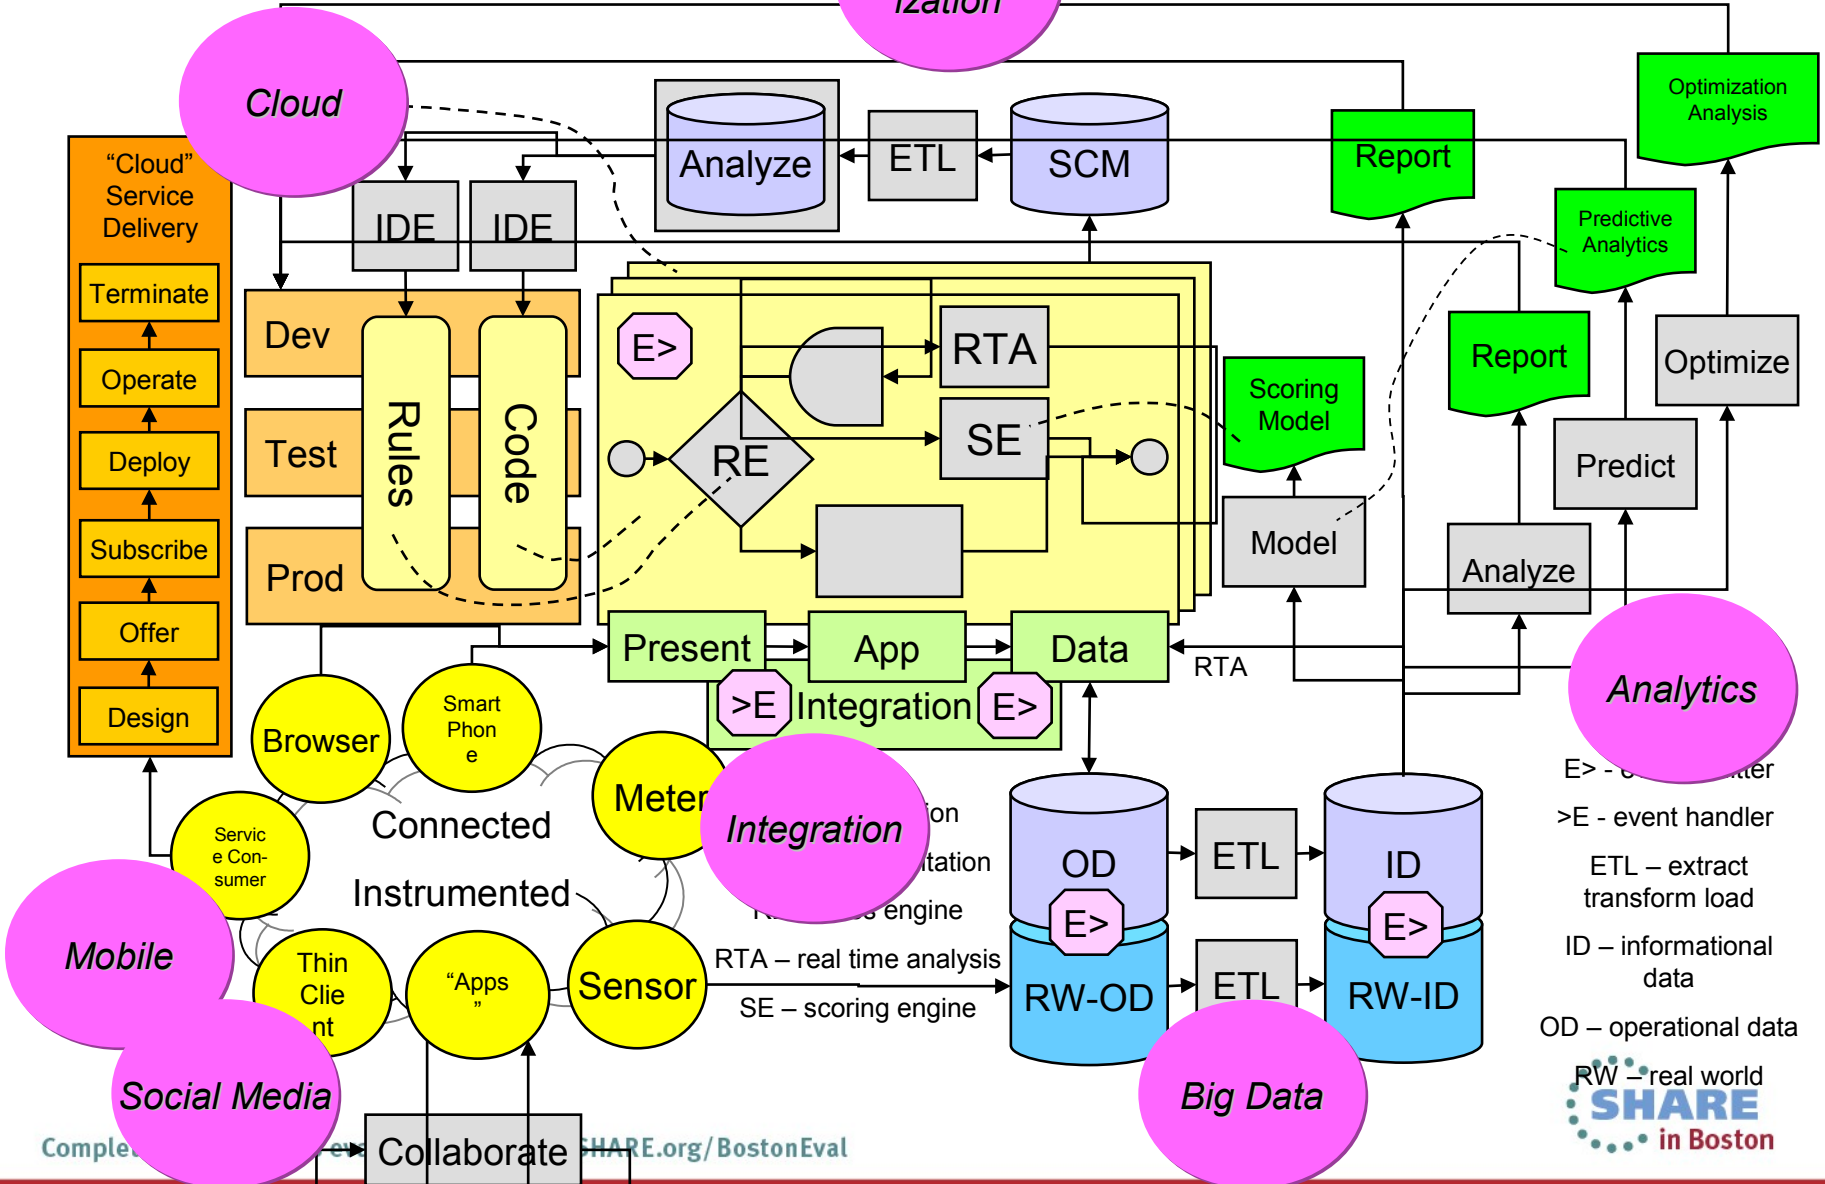 ization
Cloud
Optimization
Analysis
"Cloud"
Service
Delivery
Analyze
ETL
SCM
Report
IDE
IDE
Predictive
Analytics
Terminate
Operate
Deploy
Subscribe
Offer
Design
Dev
Test
Prod
Rules
Code
E>
RTA
SE
RE
Scoring
Model
Model
Report
Optimize
Predict
Analyze
Present
App
Data
RTA
>E
Integration
E>
Analytics
Browser
Smart
Phon
e
Meter
Servic
e Con-
sumer
Connected
Instrumented
Thin
Clie
nt
"Apps
"
Sensor
Mobile
Social Media
Integration
ion
itation
engine
RTA – real time analysis
SE – scoring engine
OD
E>
RW-OD
ETL
ETL
ID
E>
RW-ID
Big Data
E> -
tter
>E - event handler
ETL – extract
transform load
ID – informational
data
OD – operational data
RW – real world
SHARE
in Boston
Complet
SHARE.org/BostonEval
Collaborate